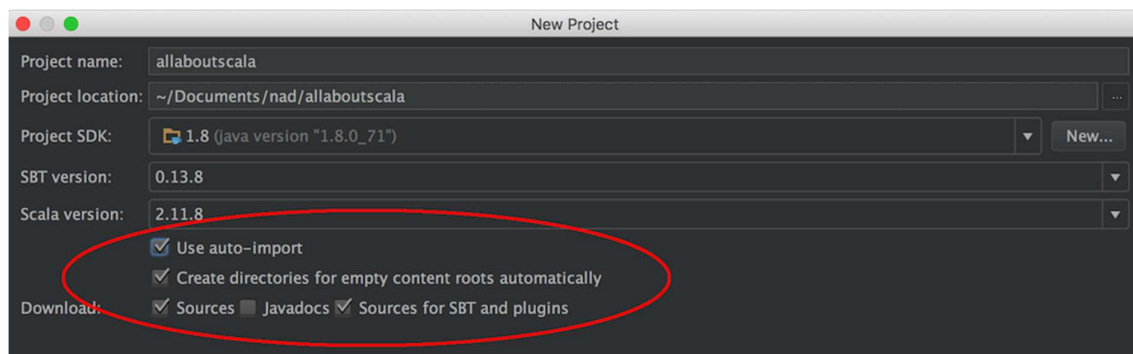 New Project
Project name: allaboutscala
Project location: ~/Documents/nad/allaboutscala ...
Project SDK: 1.8 (java version "1.8.0_71") New...
SBT version: 0.13.8
Scala version: 2.11.8
Use auto-import
Create directories for empty content roots automatically
Download: Sources Javadocs Sources for SBT and plugins